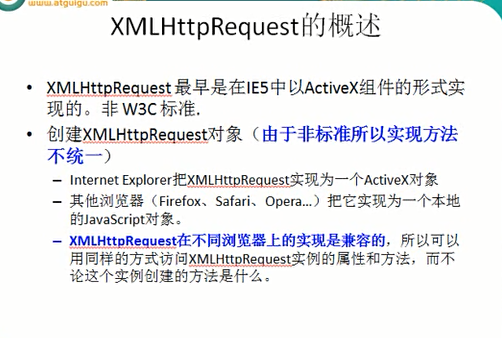 www.atguigu.com
XMLHttpRequest的概述
• XMLHttpRequest 最早是在IE5中以ActiveX组件的形式实
现的。非 W3C 标准.
• 创建XMLHttpRequest对象（由于非标准所以实现方法
不统一）
– Internet Explorer把XMLHttpRequest实现为一个ActiveX对象
– 其他浏览器（Firefox、Safari、Opera…）把它实现为一个本地
的JavaScript对象。
– XMLHttpRequest在不同浏览器上的实现是兼容的，所以可以
用同样的方式访问XMLHttpRequest实例的属性和方法，而不
论这个实例创建的方法是什么。